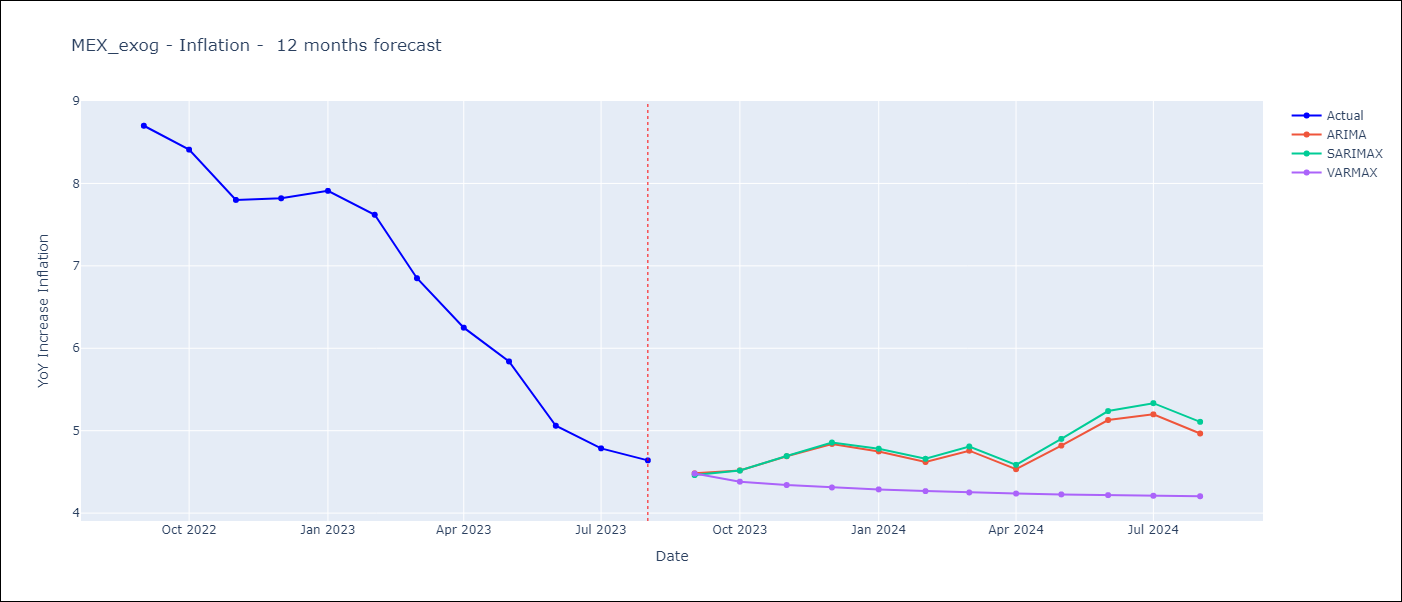 MEX_exog - Inflation - 12 months forecast
Actual
ARIMA
SARIMAX
VARMAX
YoY Increase Inflation
9
8
7
6
5
4
Oct 2022
Jan 2023
Apr 2023
Jul 2023
Oct 2023
Jan 2024
Apr 2024
Jul 2024
Date